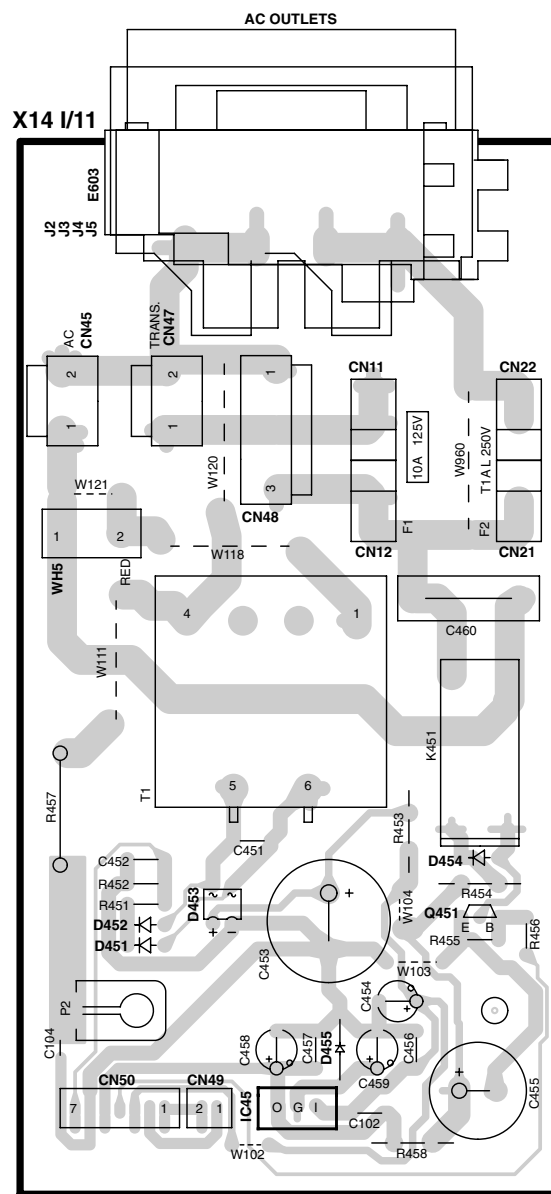 AC OUTLETS
X14 I/11
E603
J2
J3
J4
J5
AC
CN45
TRANS.
CN47
2
2
1
CN11
CN22
1
1
10A 125V
W960
T1 A L 250V
W121
W120
3
CN48
F1
F2
1
2
CN12
CN21
WH5
RED
W118
4
1
C460
W111
K451
T1
5
6
R457
C451
R453
C452
D454
R452
D453
R454
R451
W104
Q451
D452
E B
R456
D451
+ −
R455
C453
+
W103
P2
C454
+
C104
C458
C457
D455
C456
+
+
C459
+
C455
CN50
CN49
IC45
7
1
2 1
O G I
C102
W102
R458